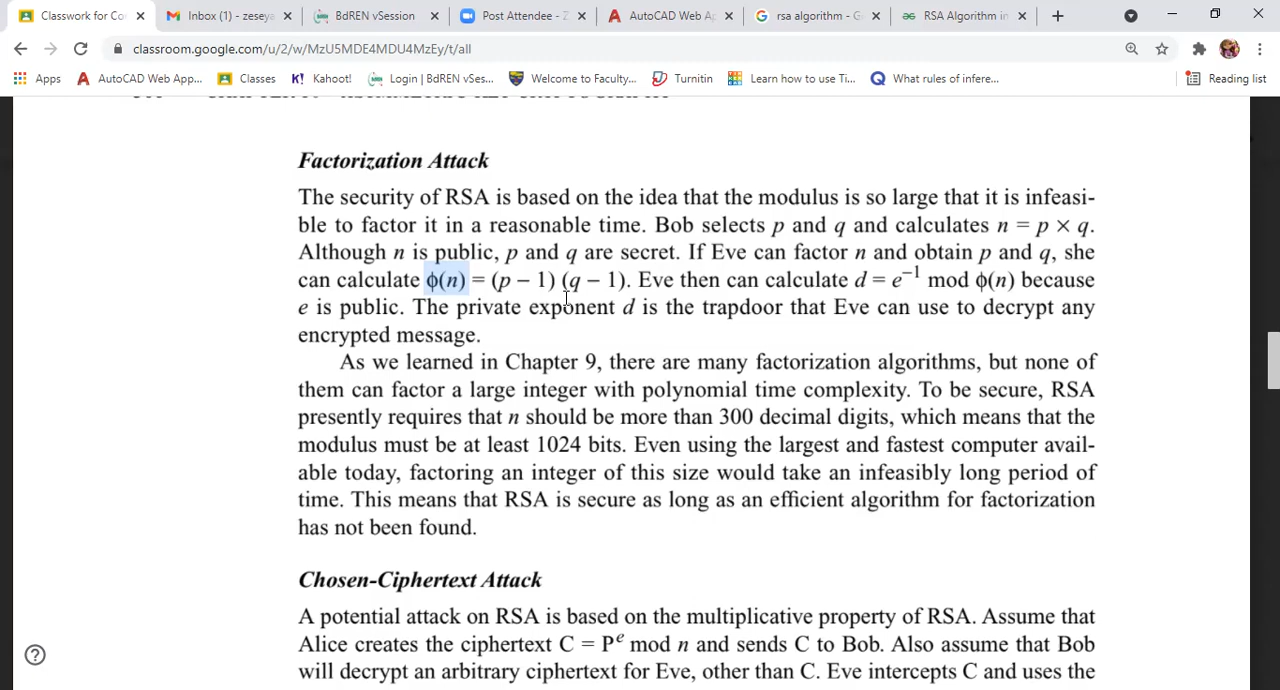 Classwork for Co
Inbox (1) - zeseya
BdREN vSession
Post Attendee - Z
AutoCAD Web Ap
rsa algorithm - G
RSA Algorithm in
classroom.google.com/u/2/w/MzU5MDE4MDU4MzEy/t/all
Apps
AutoCAD Web App...
Classes
K! Kahoot!
Login | BdREN vSes...
Welcome to Faculty...
Turnitin
Learn how to use Ti...
What rules of infere...
Reading list
Factorization Attack
The security of RSA is based on the idea that the modulus is so large that it is infeasi-
ble to factor it in a reasonable time. Bob selects p and q and calculates n = p × q.
Although n is public, p and q are secret. If Eve can factor n and obtain p and q, she
can calculate ϕ(n) = (p − 1) (q − 1). Eve then can calculate d = e⁻¹ mod ϕ(n) because
e is public. The private exponent d is the trapdoor that Eve can use to decrypt any
encrypted message.
As we learned in Chapter 9, there are many factorization algorithms, but none of
them can factor a large integer with polynomial time complexity. To be secure, RSA
presently requires that n should be more than 300 decimal digits, which means that the
modulus must be at least 1024 bits. Even using the largest and fastest computer avail-
able today, factoring an integer of this size would take an infeasibly long period of
time. This means that RSA is secure as long as an efficient algorithm for factorization
has not been found.
Chosen-Ciphertext Attack
A potential attack on RSA is based on the multiplicative property of RSA. Assume that
Alice creates the ciphertext C = Pᵉ mod n and sends C to Bob. Also assume that Bob
will decrypt an arbitrary ciphertext for Eve, other than C. Eve intercepts C and uses the